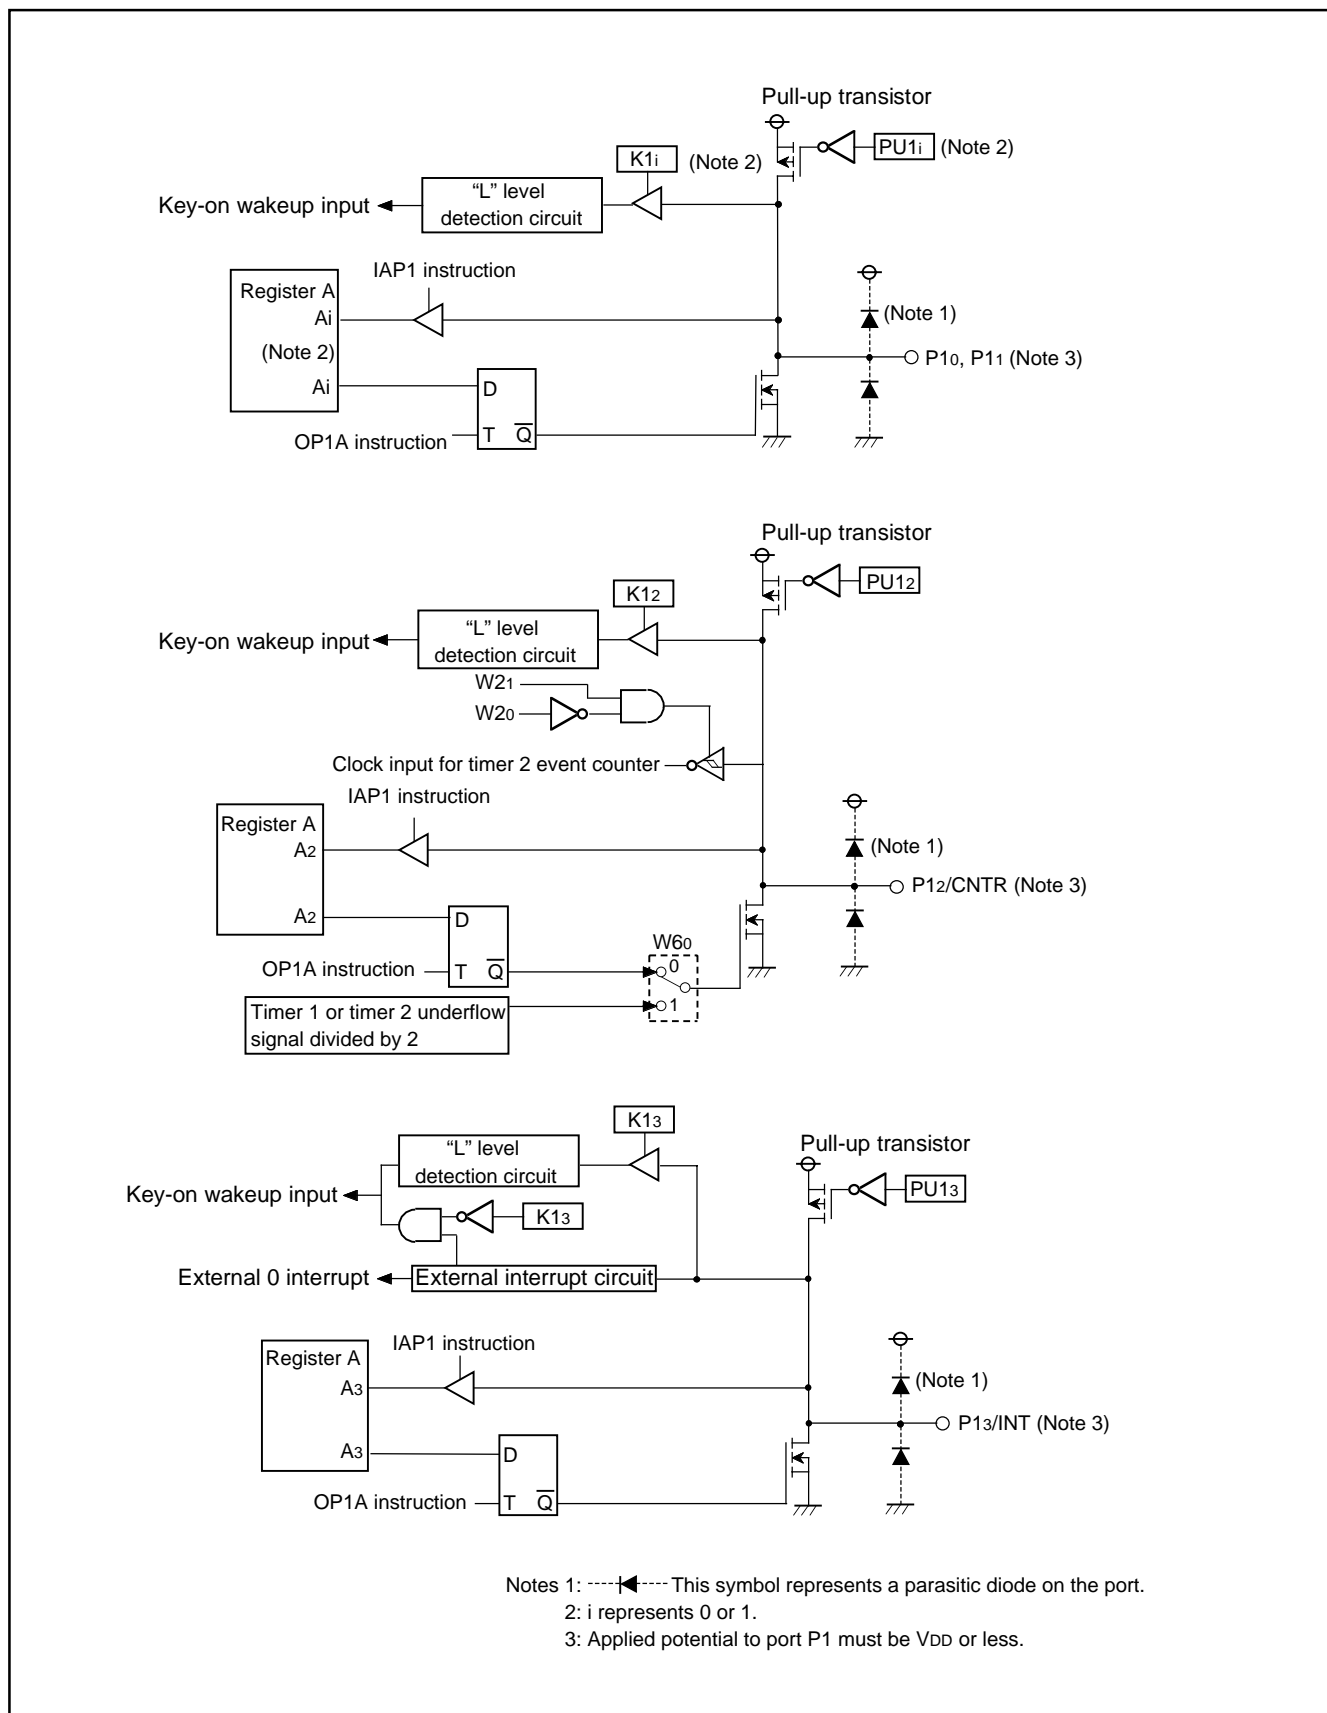 Pull-up transistor
K1i (Note 2)
PU1i (Note 2)
Key-on wakeup input
“L” level
detection circuit
IAP1 instruction
Register A
Ai
(Note 2)
Ai
D
T Q
OP1A instruction
(Note 1)
P10, P11 (Note 3)
Pull-up transistor
K12
PU12
Key-on wakeup input
“L” level
detection circuit
W21
W20
Clock input for timer 2 event counter
IAP1 instruction
Register A
A2
A2
D
T Q
OP1A instruction
W60
0
1
Timer 1 or timer 2 underflow
signal divided by 2
(Note 1)
P12/CNTR (Note 3)
K13
Pull-up transistor
“L” level
detection circuit
PU13
Key-on wakeup input
K13
External 0 interrupt
External interrupt circuit
IAP1 instruction
Register A
A3
A3
D
T Q
OP1A instruction
(Note 1)
P13/INT (Note 3)
Notes 1: This symbol represents a parasitic diode on the port.
2: i represents 0 or 1.
3: Applied potential to port P1 must be VDD or less.